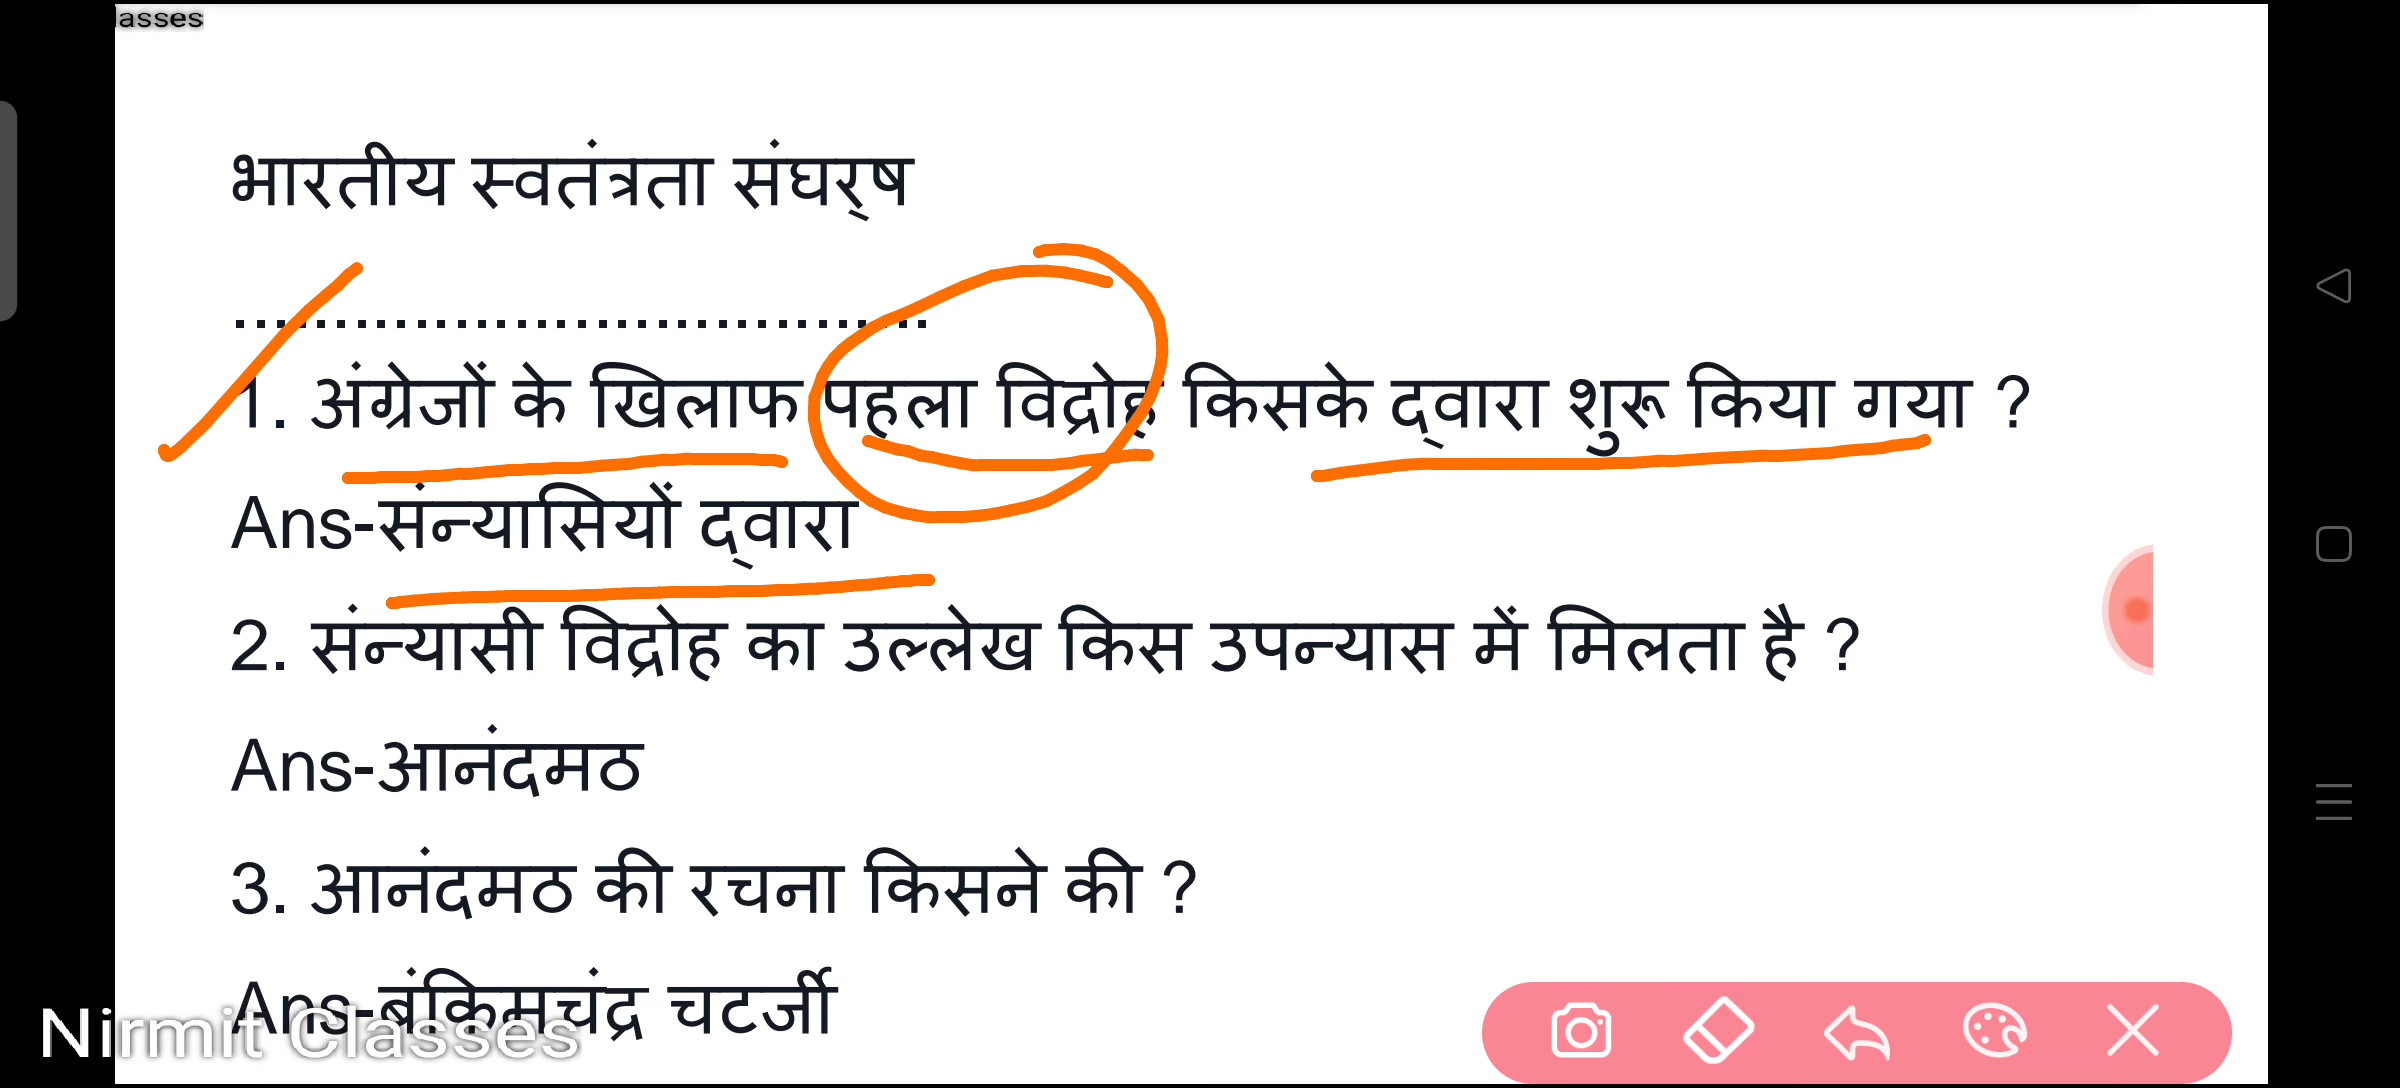 lasses
भारतीय स्वतंत्रता संघर्ष
...................................
1. अंग्रेजों के खिलाफ पहला विद्रोह किसके द्वारा शुरू किया गया ?
Ans-संन्यासियों द्वारा
2. संन्यासी विद्रोह का उल्लेख किस उपन्यास में मिलता है ?
Ans-आनंदमठ
3. आनंदमठ की रचना किसने की ?
Ans-बंकिमचंद्र चटर्जी
Nirmit Classes